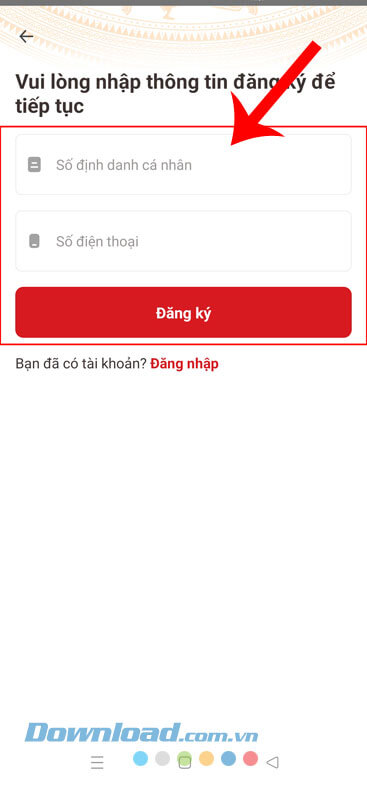 Vui lòng nhập thông tin đăng ký để
tiếp tục
Số định danh cá nhân
Số điện thoại
Đăng ký
Bạn đã có tài khoản? Đăng nhập
Download.com.vn